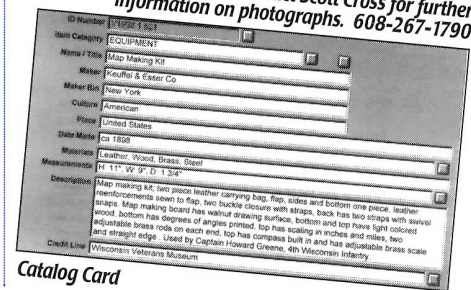 Scott Cross for further
information on photographs. 608-267-1790
ID Number
Item Category EQUIPMENT
Name / Title Map Making Kit
Maker Keuffel & Esser Co
Maker Bio New York
Culture American
Place United States
Date Made ca 1898
Materials Leather, Wood, Brass, Steel
Measurements H 11", W 9", D 1 3/4"
Description Map making kit, two piece leather carrying bag, flap, sides and bottom one piece, leather
reenforcements sewn to flap, two buckle closure with straps, back has two straps with swivel
snaps. Map making board has walnut drawing surface, bottom and top have light colored
wood, bottom has degrees of angles printed, top has scaling in inches and miles, two
adjustable brass rods on each end, top has compass built in and has adjustable brass scale
and straight edge. Used by Captain Howard Greene, 4th Wisconsin Infantry
Credit Line Wisconsin Veterans Museum
Catalog Card